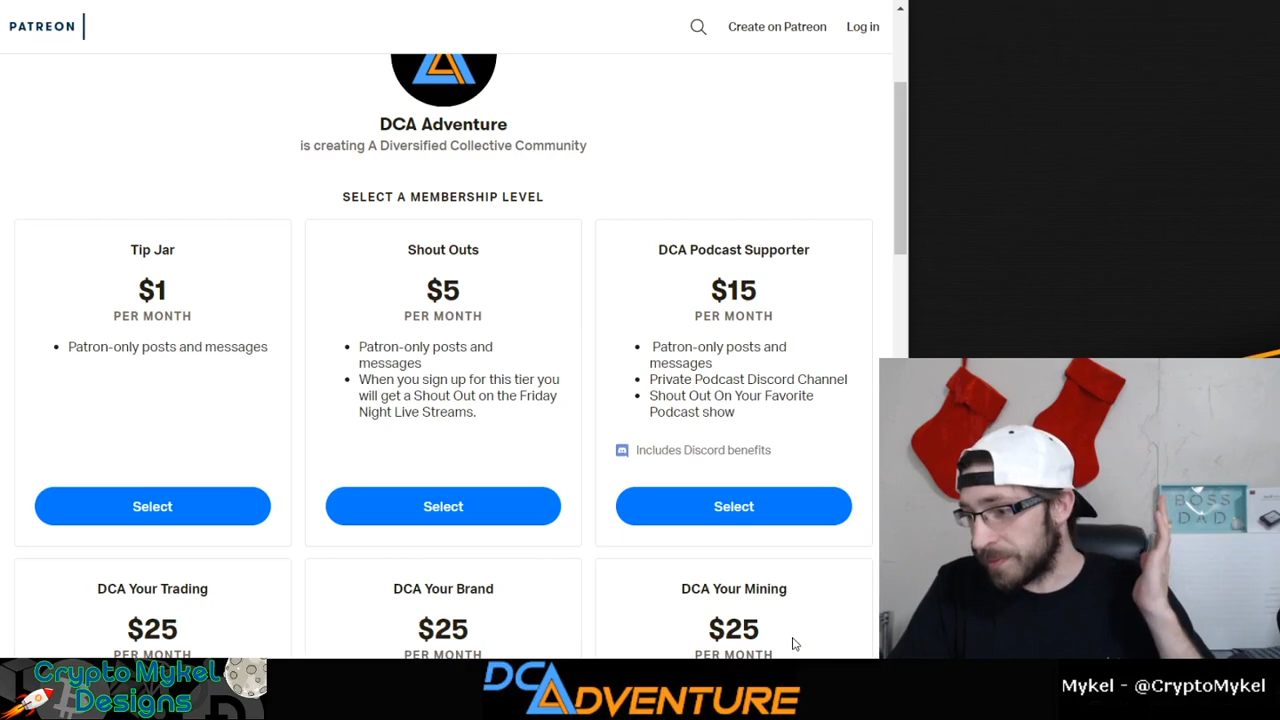 PATREON
Create on Patreon
Log in
DCA Adventure
is creating A Diversified Collective Community
SELECT A MEMBERSHIP LEVEL
Tip Jar
$1
PER MONTH
• Patron-only posts and messages
Select
Shout Outs
$5
PER MONTH
• Patron-only posts and
messages
• When you sign up for this tier you
will get a Shout Out on the Friday
Night Live Streams.
Select
DCA Podcast Supporter
$15
PER MONTH
• Patron-only posts and
messages
• Private Podcast Discord Channel
• Shout Out On Your Favorite
Podcast show
Includes Discord benefits
Select
DCA Your Trading
$25
PER MONTH
DCA Your Brand
$25
PER MONTH
DCA Your Mining
$25
PER MONTH
BOSS
DAD
Crypto Mykel
Designs
DCADVENTURE
Mykel - @CryptoMykel